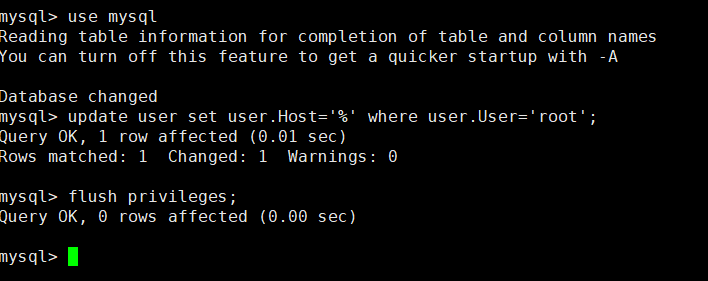 mysql> use mysql
Reading table information for completion of table and column names
You can turn off this feature to get a quicker startup with -A
Database changed
mysql> update user set user.Host='%' where user.User='root';
Query OK, 1 row affected (0.01 sec)
Rows matched: 1  Changed: 1  Warnings: 0
mysql> flush privileges;
Query OK, 0 rows affected (0.00 sec)
mysql>